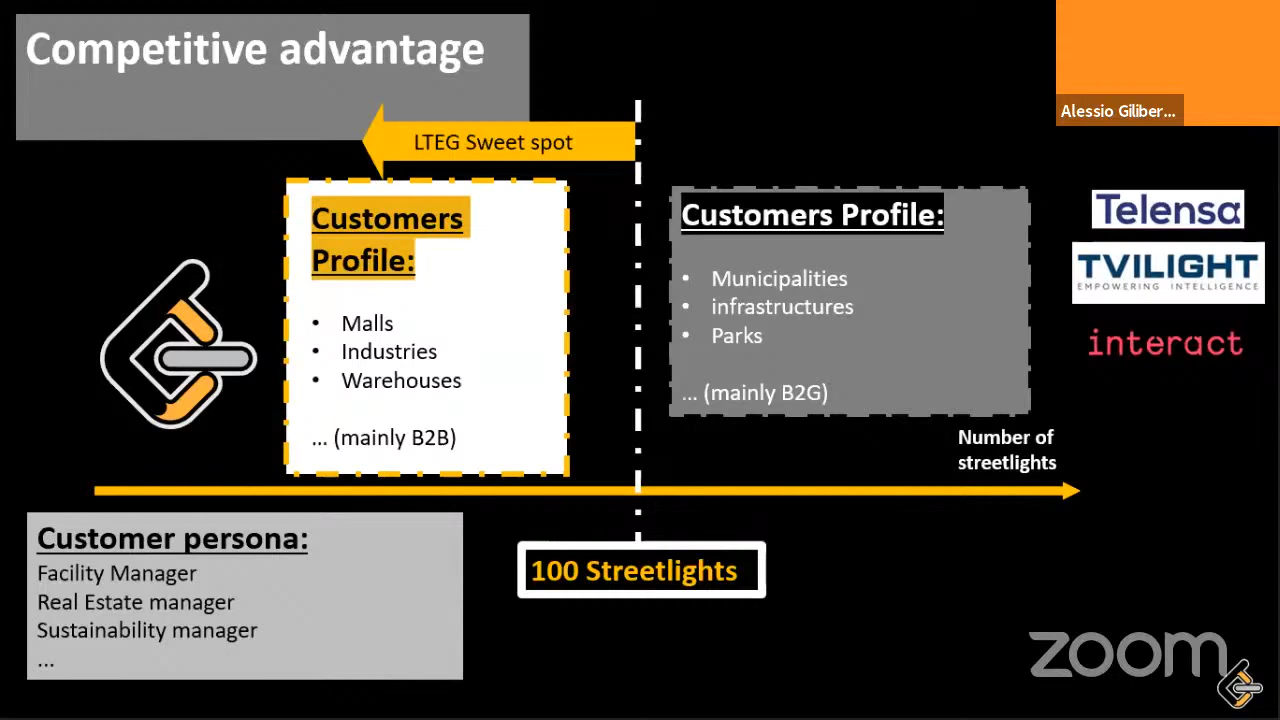 Competitive advantage
Alessio Giliber...
LTEG Sweet spot
Customers
Profile:
• Malls
• Industries
• Warehouses
... (mainly B2B)
Customers Profile:
• Municipalities
• infrastructures
• Parks
... (mainly B2G)
Telensa
TVILIGHT
EMPOWERING INTELLIGENCE
interact
Number of
streetlights
Customer persona:
Facility Manager
Real Estate manager
Sustainability manager
...
100 Streetlights
zoom